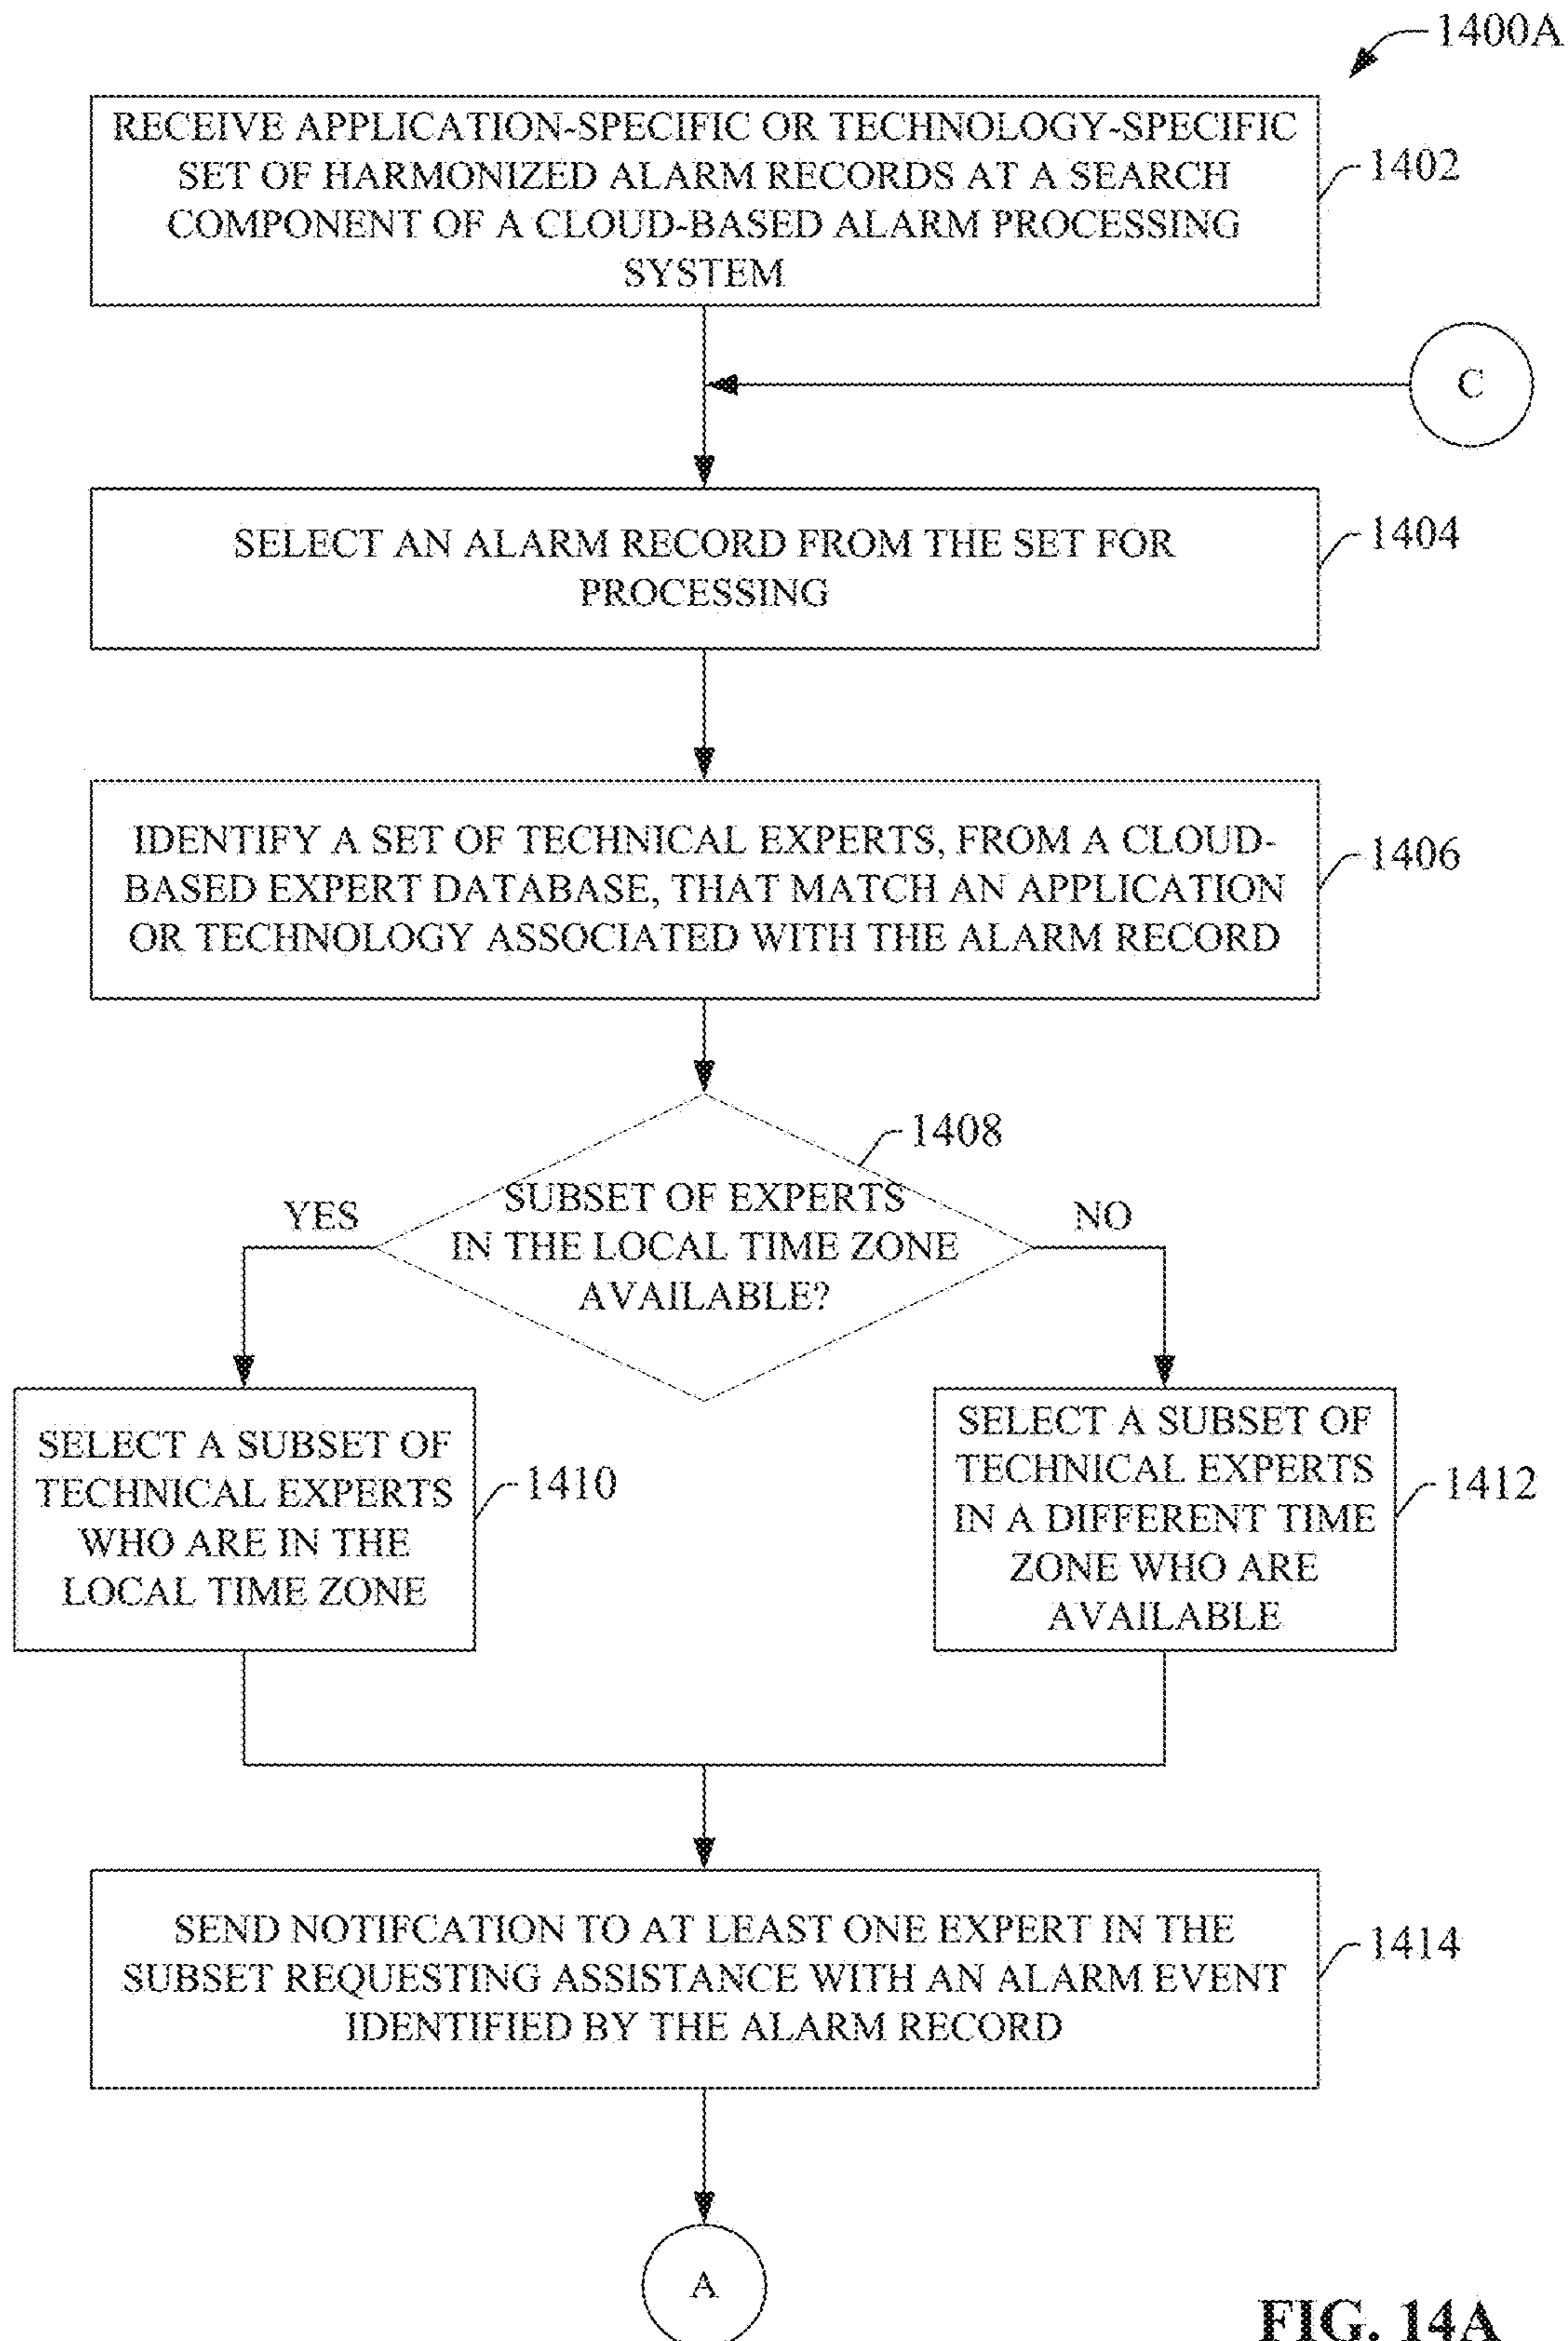 1400A
RECEIVE APPLICATION-SPECIFIC OR TECHNOLOGY-SPECIFIC
SET OF HARMONIZED ALARM RECORDS AT A SEARCH
COMPONENT OF A CLOUD-BASED ALARM PROCESSING
SYSTEM
1402
C
SELECT AN ALARM RECORD FROM THE SET FOR
PROCESSING
1404
IDENTIFY A SET OF TECHNICAL EXPERTS, FROM A CLOUD-
BASED EXPERT DATABASE, THAT MATCH AN APPLICATION
OR TECHNOLOGY ASSOCIATED WITH THE ALARM RECORD
1406
1408
SUBSET OF EXPERTS
IN THE LOCAL TIME ZONE
AVAILABLE?
YES
NO
SELECT A SUBSET OF
TECHNICAL EXPERTS
WHO ARE IN THE
LOCAL TIME ZONE
1410
SELECT A SUBSET OF
TECHNICAL EXPERTS
IN A DIFFERENT TIME
ZONE WHO ARE
AVAILABLE
1412
SEND NOTIFCATION TO AT LEAST ONE EXPERT IN THE
SUBSET REQUESTING ASSISTANCE WITH AN ALARM EVENT
IDENTIFIED BY THE ALARM RECORD
1414
A
FIG. 14A